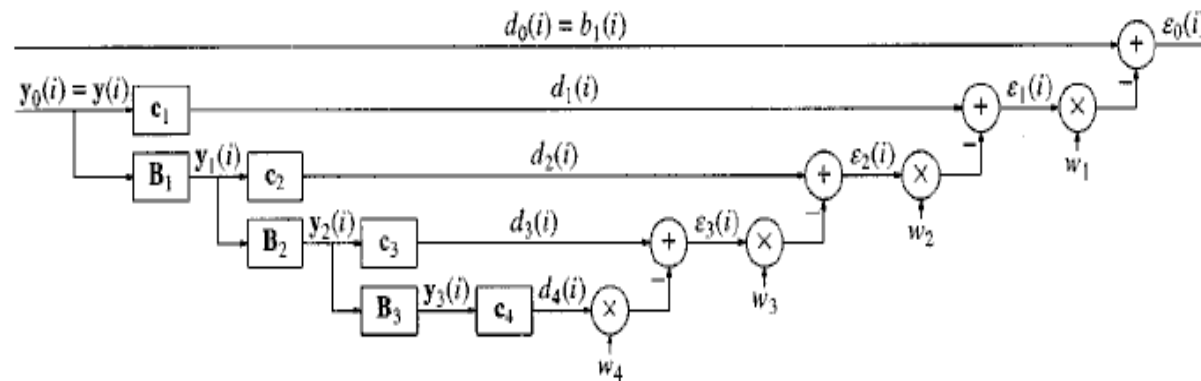 d₀(i) = b₁(i) ε₀(i)
+
−
y₀(i) = y(i) c₁ d₁(i) + ε₁(i) ×
−
w₁
B₁ y₁(i) c₂ d₂(i) + ε₂(i) ×
−
w₂
B₂ y₂(i) c₃ d₃(i) + ε₃(i) ×
−
w₃
B₃ y₃(i) c₄ d₄(i) ×
w₄